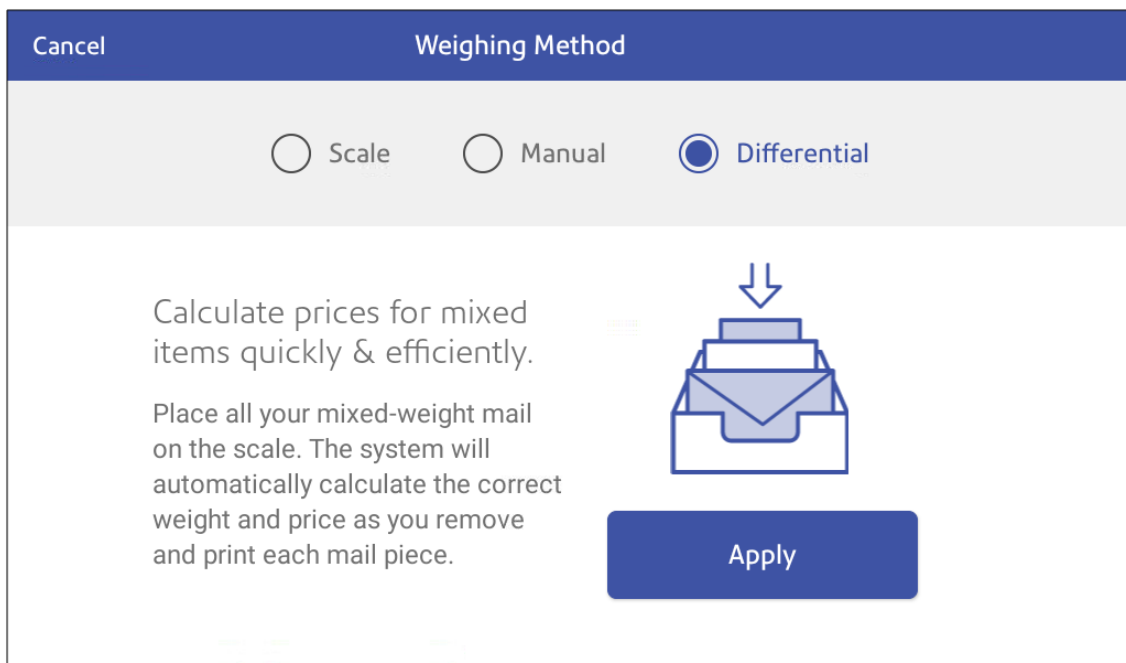 Cancel
Weighing Method
Scale
Manual
Differential
Calculate prices for mixed
items quickly & efficiently.
Place all your mixed-weight mail
on the scale. The system will
automatically calculate the correct
weight and price as you remove
and print each mail piece.
Apply